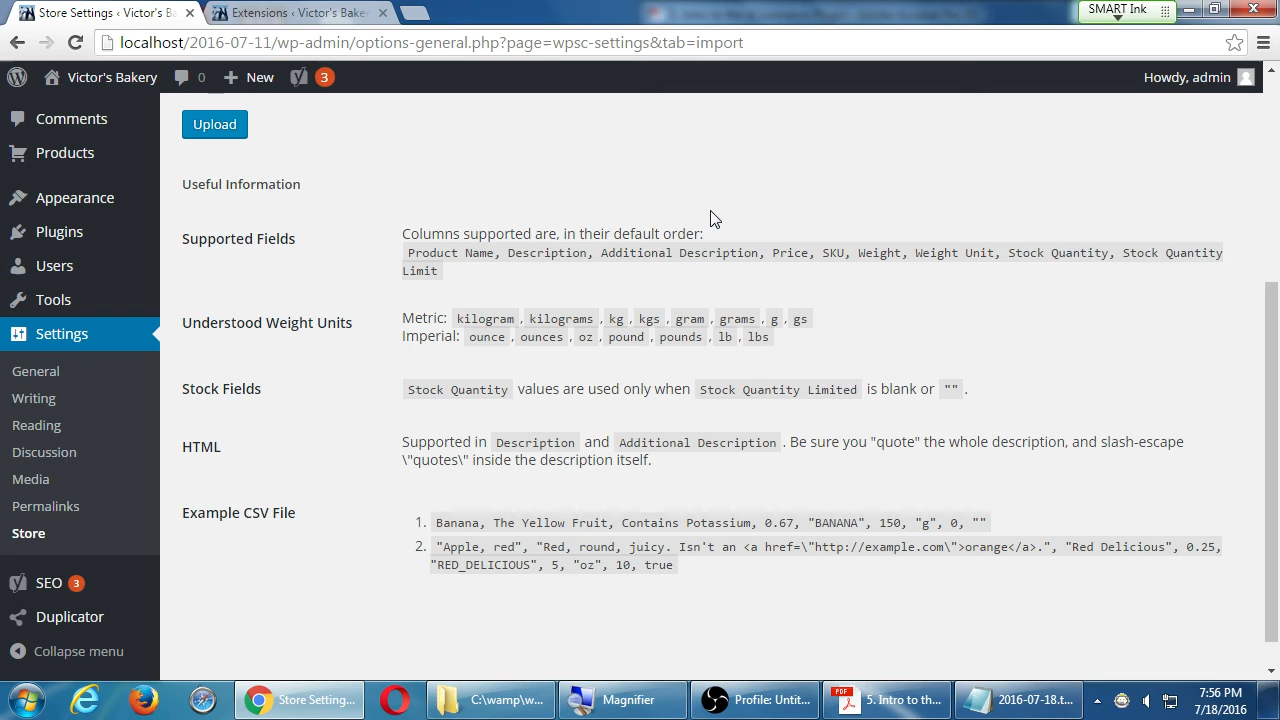 Store Settings ‹ Victor's B
Extensions ‹ Victor's Bake
SMART Ink
localhost/2016-07-11/wp-admin/options-general.php?page=wpsc-settings&tab=import
Victor's Bakery
0
New
3
Howdy, admin
Comments
Products
Appearance
Plugins
Users
Tools
Settings
General
Writing
Reading
Discussion
Media
Permalinks
Store
SEO 3
Duplicator
Collapse menu
Upload
Useful Information
Supported Fields
Columns supported are, in their default order:
Product Name, Description, Additional Description, Price, SKU, Weight, Weight Unit, Stock Quantity, Stock Quantity
Limit
Understood Weight Units
Metric: kilogram , kilograms , kg , kgs , gram , grams , g , gs
Imperial: ounce , ounces , oz , pound , pounds , lb , lbs
Stock Fields
Stock Quantity values are used only when Stock Quantity Limited is blank or "" .
HTML
Supported in Description and Additional Description . Be sure you "quote" the whole description, and slash-escape
\"quotes\" inside the description itself.
Example CSV File
1. Banana, The Yellow Fruit, Contains Potassium, 0.67, "BANANA", 150, "g", 0, ""
2. "Apple, red", "Red, round, juicy. Isn't an <a href=\"http://example.com\">orange</a>.", "Red Delicious", 0.25,
"RED_DELICIOUS", 5, "oz", 10, true
Store Setting...
C:\wamp\w...
Magnifier
Profile: Untit...
PDF
5. Intro to th...
2016-07-18.t...
7:56 PM
7/18/2016